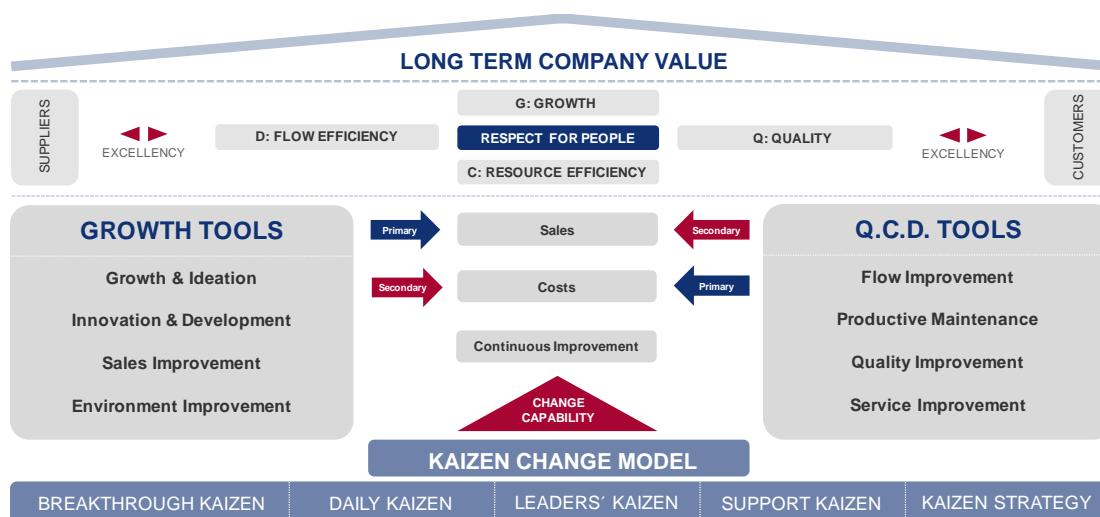 LONG TERM COMPANY VALUE
SUPPLIERS
EXCELLENCY
D: FLOW EFFICIENCY
G: GROWTH
RESPECT FOR PEOPLE
C: RESOURCE EFFICIENCY
Q: QUALITY
EXCELLENCY
CUSTOMERS
GROWTH TOOLS
Growth & Ideation
Innovation & Development
Sales Improvement
Environment Improvement
Primary
Sales
Secondary
Secondary
Costs
Primary
Continuous Improvement
CHANGE
CAPABILITY
Q.C.D. TOOLS
Flow Improvement
Productive Maintenance
Quality Improvement
Service Improvement
KAIZEN CHANGE MODEL
BREAKTHROUGH KAIZEN
DAILY KAIZEN
LEADERS´ KAIZEN
SUPPORT KAIZEN
KAIZEN STRATEGY